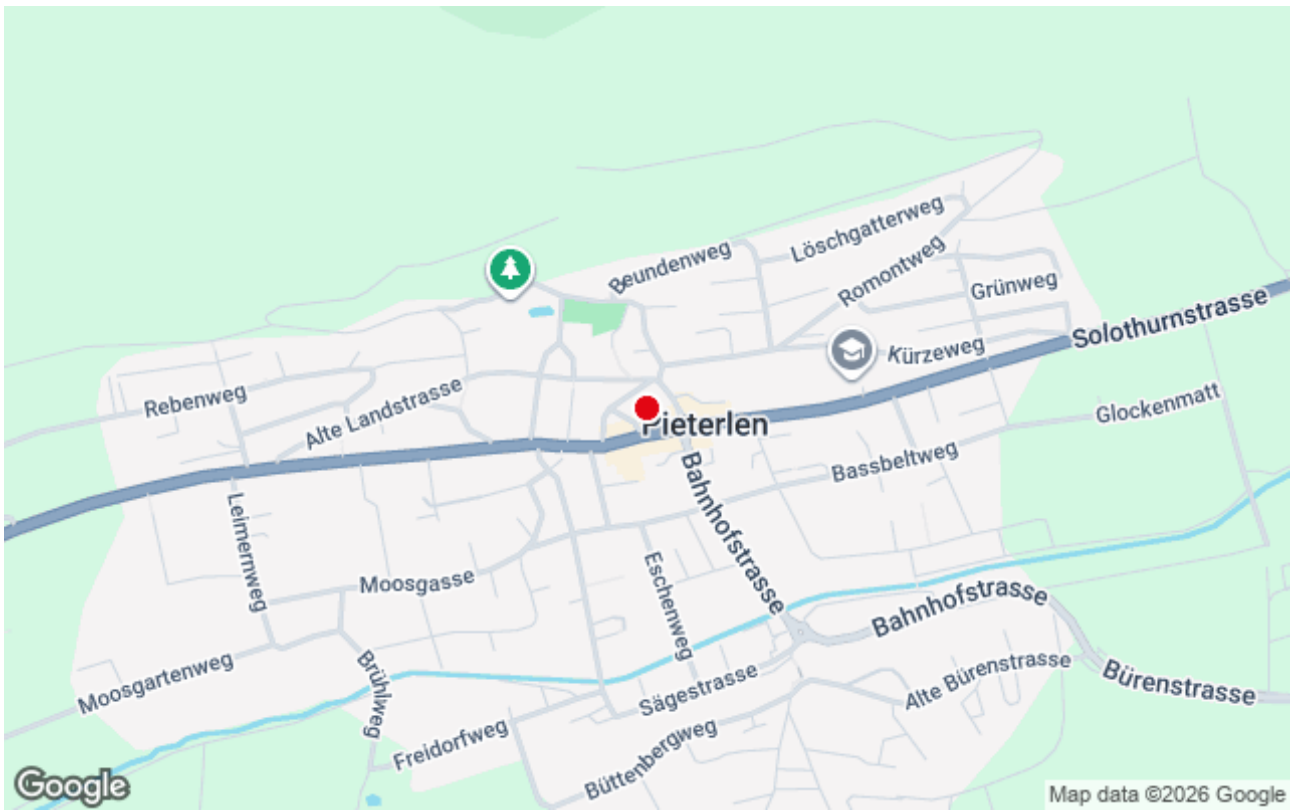 Löschgatterweg
Beundenweg
Romontweg
Grünweg
Solothurnstrasse
Kürzeweg
Rebenweg
Alte Landstrasse
Glockenmatt
Pieterlen
Bassbeltweg
Bahnhofstrasse
Leimernweg
Moosgasse
Eschenweg
Bahnhofstrasse
Moosgartenweg
Brühlweg
Sägestrasse
Alte Bürenstrasse
Bürenstrasse
Freidorfweg
Büttenbergweg
Google
Map data ©2026 Google